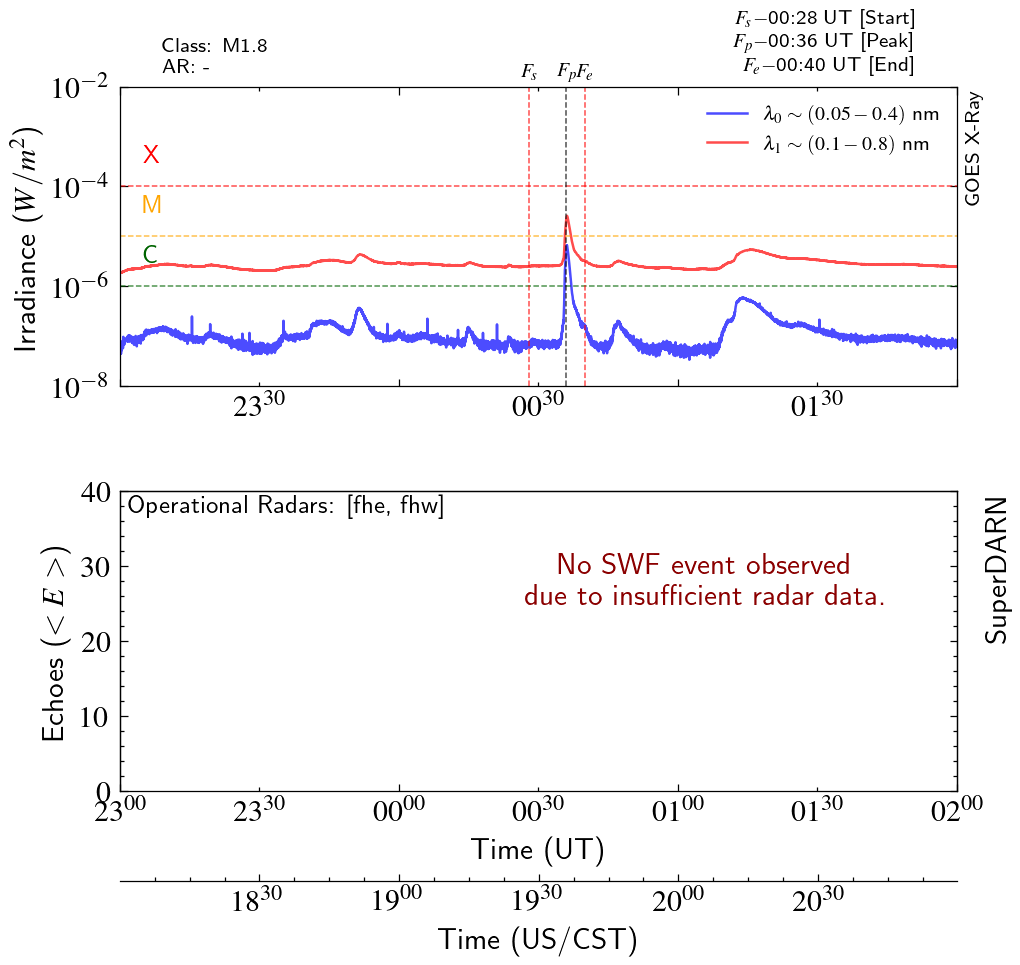 F_s−00:28 UT [Start]
Class: M1.8
F_p−00:36 UT [Peak]
AR: -
F_e−00:40 UT [End]
F_s F_p F_e
10^{-2}
λ_0 ∼ (0.05 − 0.4) nm
λ_1 ∼ (0.1 − 0.8) nm
GOES X-Ray
X
10^{-4}
M
Irradiance (W/m^2)
C
10^{-6}
10^{-8}
23^{30} 00^{30} 01^{30}
40
Operational Radars: [fhe, fhw]
SuperDARN
30
No SWF event observed
due to insufficient radar data.
Echoes (< E >)
20
10
0
23^{00} 23^{30} 00^{00} 00^{30} 01^{00} 01^{30} 02^{00}
Time (UT)
18^{30} 19^{00} 19^{30} 20^{00} 20^{30}
Time (US/CST)